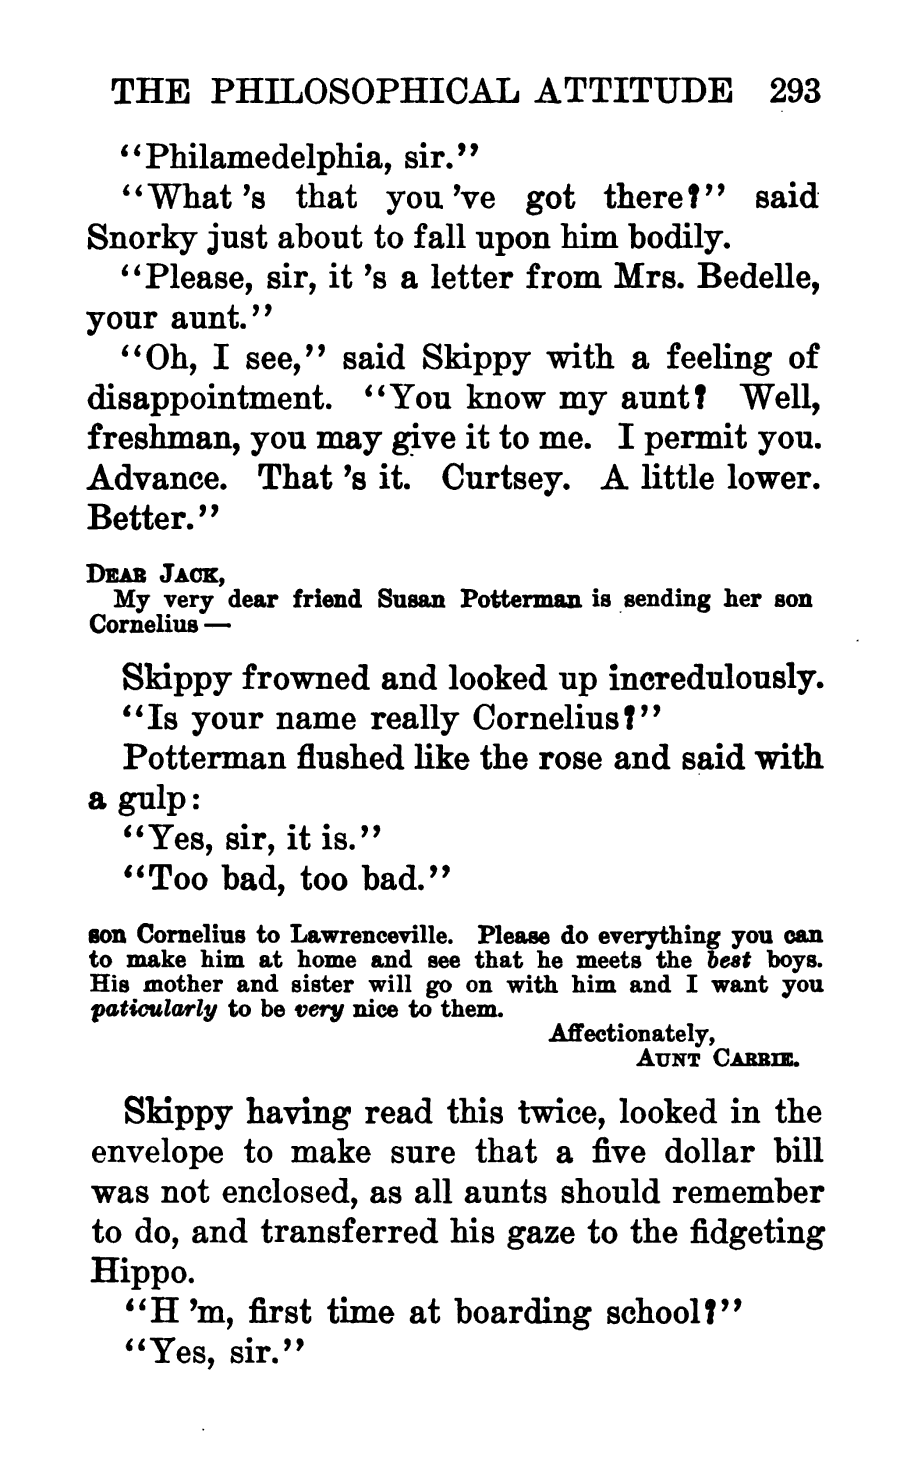 THE PHILOSOPHICAL ATTITUDE 293
"Philamedelphia, sir."
"What 's that you 've got there?" said
Snorky just about to fall upon him bodily.
"Please, sir, it 's a letter from Mrs. Bedelle,
your aunt."
"Oh, I see," said Skippy with a feeling of
disappointment. "You know my aunt? Well,
freshman, you may give it to me. I permit you.
Advance. That 's it. Curtsey. A little lower.
Better."
DEAR JACK,
My very dear friend Susan Potterman is sending her son
Cornelius —
Skippy frowned and looked up incredulously.
"Is your name really Cornelius?"
Potterman flushed like the rose and said with
a gulp:
"Yes, sir, it is."
"Too bad, too bad."
son Cornelius to Lawrenceville. Please do everything you can
to make him at home and see that he meets the best boys.
His mother and sister will go on with him and I want you
paticularly to be very nice to them.
Affectionately,
AUNT CARRIE.
Skippy having read this twice, looked in the
envelope to make sure that a five dollar bill
was not enclosed, as all aunts should remember
to do, and transferred his gaze to the fidgeting
Hippo.
"H 'm, first time at boarding school?"
"Yes, sir."